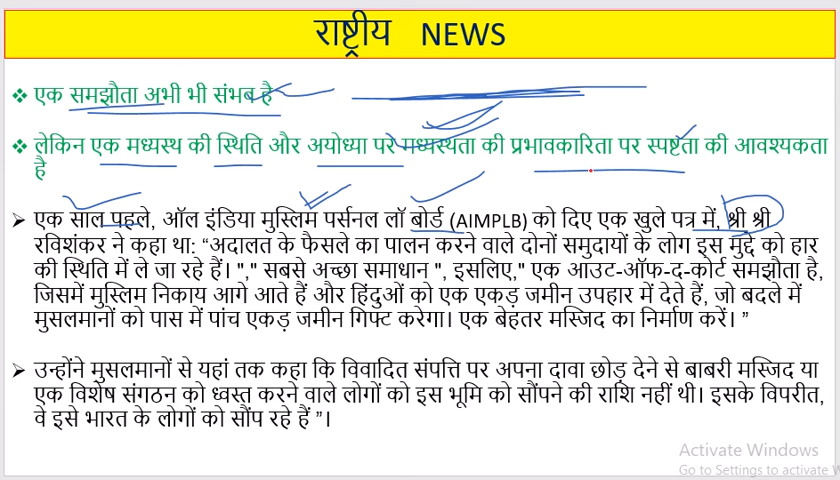 राष्ट्रीय NEWS
❖ एक समझौता अभी भी संभव है
❖ लेकिन एक मध्यस्थ की स्थिति और अयोध्या पर मध्यस्थता की प्रभावकारिता पर स्पष्टता की आवश्यकता
है
➢ एक साल पहले, ऑल इंडिया मुस्लिम पर्सनल लॉ बोर्ड (AIMPLB) को दिए एक खुले पत्र में, श्री श्री
रविशंकर ने कहा था: “अदालत के फैसले का पालन करने वाले दोनों समुदायों के लोग इस मुद्दे को हार
की स्थिति में ले जा रहे हैं। "," सबसे अच्छा समाधान ", इसलिए," एक आउट-ऑफ-द-कोर्ट समझौता है,
जिसमें मुस्लिम निकाय आगे आते हैं और हिंदुओं को एक एकड़ जमीन उपहार में देते हैं, जो बदले में
मुसलमानों को पास में पांच एकड़ जमीन गिफ्ट करेगा। एक बेहतर मस्जिद का निर्माण करें। ”
➢ उन्होंने मुसलमानों से यहां तक कहा कि विवादित संपत्ति पर अपना दावा छोड़ देने से बाबरी मस्जिद या
एक विशेष संगठन को ध्वस्त करने वाले लोगों को इस भूमि को सौंपने की राशि नहीं थी। इसके विपरीत,
वे इसे भारत के लोगों को सौंप रहे हैं ”।
Activate Windows
Go to Settings to activate W